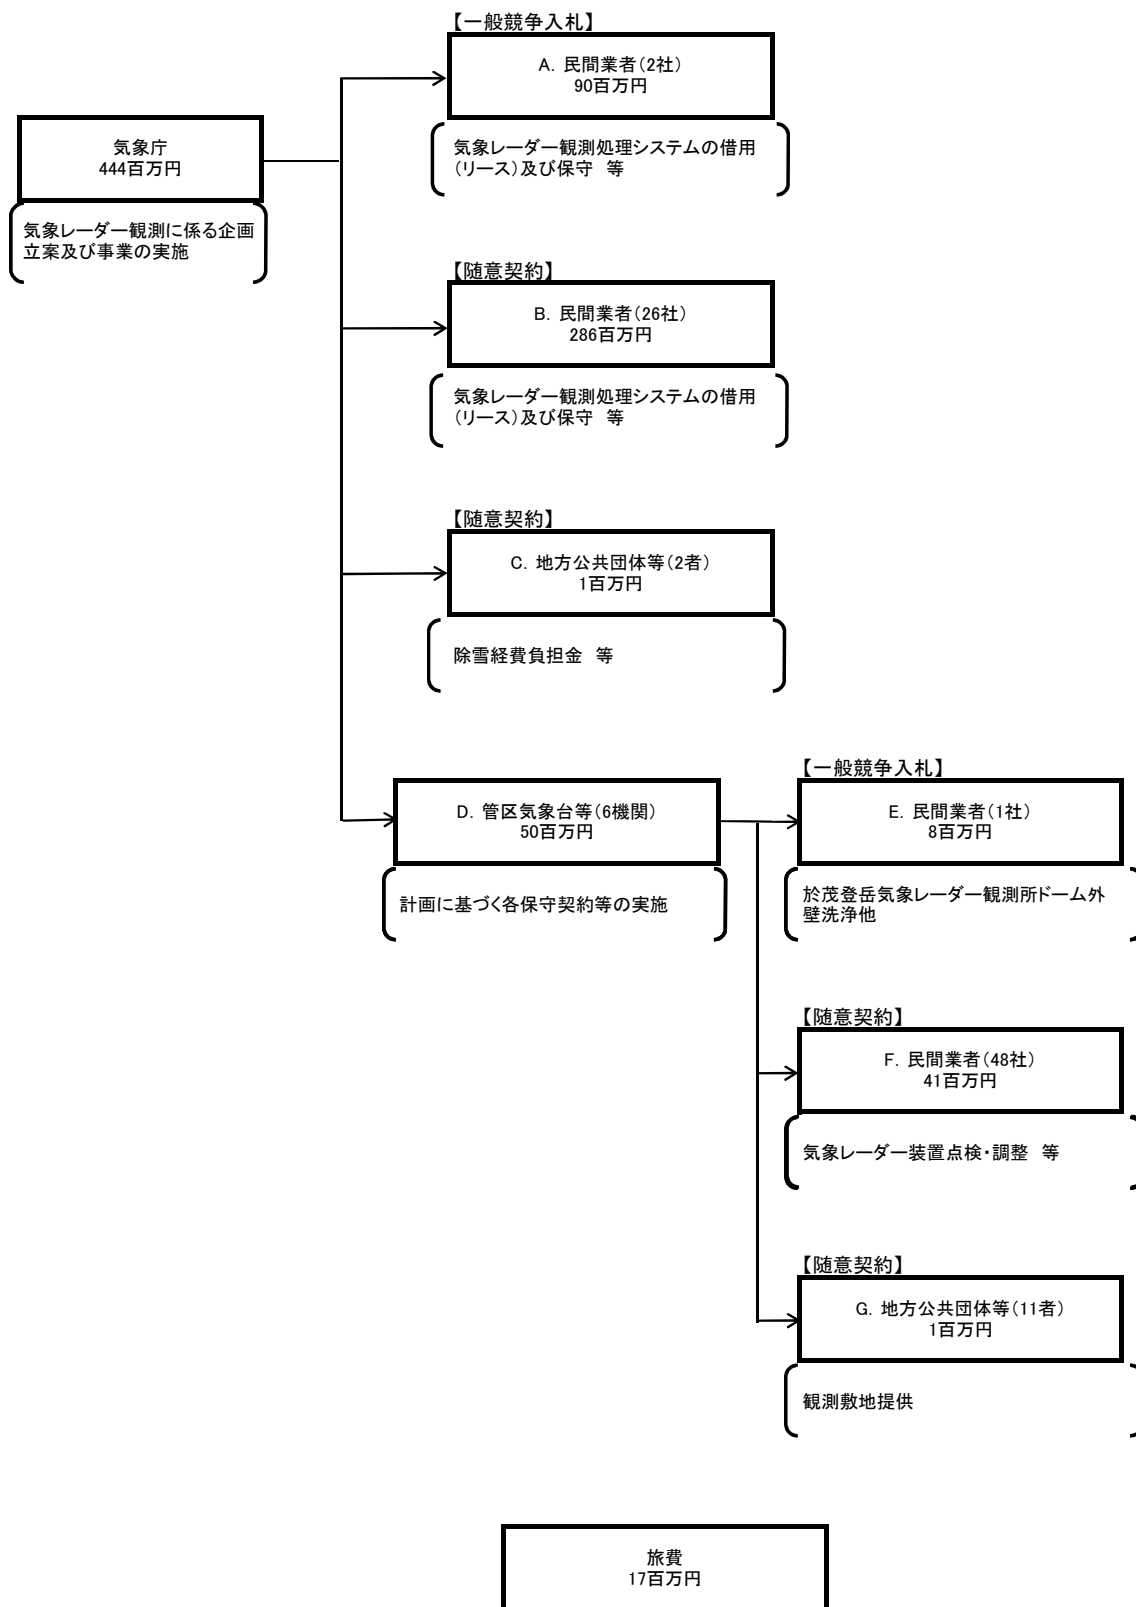 【一般競争入札】
A. 民間業者(2社)
90百万円
気象レーダー観測処理システムの借用
(リース)及び保守 等
気象庁
444百万円
気象レーダー観測に係る企画
立案及び事業の実施
【随意契約】
B. 民間業者(26社)
286百万円
気象レーダー観測処理システムの借用
(リース)及び保守 等
【随意契約】
C. 地方公共団体等(2者)
1百万円
除雪経費負担金 等
D. 管区気象台等(6機関)
50百万円
計画に基づく各保守契約等の実施
【一般競争入札】
E. 民間業者(1社)
8百万円
於茂登岳気象レーダー観測所ドーム外
壁洗浄他
【随意契約】
F. 民間業者(48社)
41百万円
気象レーダー装置点検・調整 等
【随意契約】
G. 地方公共団体等(11者)
1百万円
観測敷地提供
旅費
17百万円